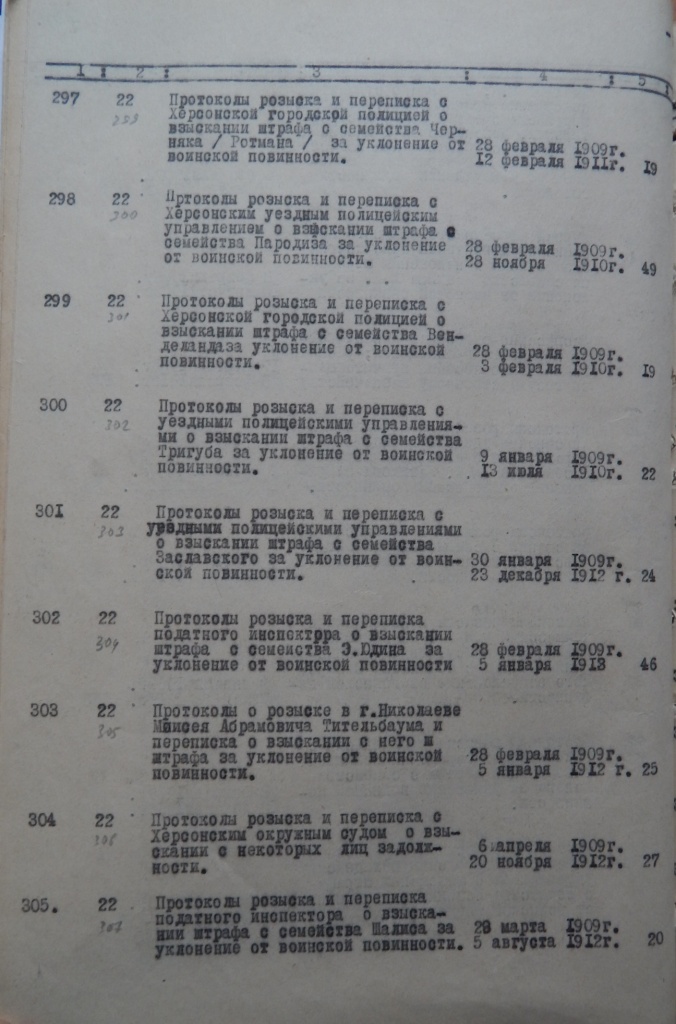 1 : 2 : 3 : 4 : 5
297 22 Протоколы розыска и переписка с
Херсонской городской полицией о
взыскании штрафа с семейства Чер-
няка / Ротмана / за уклонение от 28 февраля 1909г.
воинской повинности. 12 февраля 1911г. 19
298 22 Пртоколы розыска и переписка с
300 Херсонским уездным полицейским
управлением о взыскании штрафа с
семейства Пародиза за уклонение 28 февраля 1909г.
от воинской повинности. 28 ноября 1910г. 49
299 22 Протоколы розыска и переписка с
301 Херсонской городской полицией о
взыскании штрафа с семейства Вен-
деландаза уклонение от воинской 28 февраля 1909г.
повинности. 3 февраля 1910г. 19
300 22 Протоколы розыска и переписка с
302 уездными полицейскими управления-
ми о взыскании штрафа с семейства
Тригуба за уклонение от воинской 9 января 1909г.
повинности. 13 июля 1910г. 22
301 22 Протоколы розыска и переписка с
303 уездными полицейскими управлениями
о взыскании штрафа с семейства
Заславского за уклонение от воин- 30 января 1909г.
ской повинности. 23 декабря 1912 г. 24
302 22 Протоколы розыска и переписка
304 податного инспектора о взыскании
штрафа с семейства Э.Юдина за 28 февраля 1909г.
уклонение от воинской повинности 5 января 1913 46
303 22 Протоколы о розыске в г.Николаеве
305 Моисея Абрамовича Тительбаума и
переписка о взыскании с него ш
штрафа за уклонение от воинской 28 февраля 1909г.
повинности. 5 января 1912 г. 25
304 22 Протоколы розыска и переписка с
Херсонским окружным судом о взы-
скании с некоторых лиц задолж- 6 апреля 1909г.
ности. 20 ноября 1912г. 27
305. 22 Протоколы розыска и переписка
307 податного инспектора о взыска-
нии штрафа с семейства Шалиса за 28 марта 1909г.
уклонение от воинской повинности. 5 августа 1912г. 20